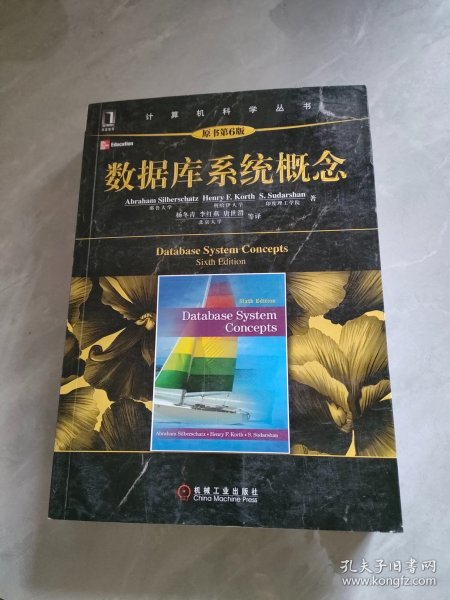 计算机科学丛书
原书第6版
Education
数据库系统概念
Abraham Silberschatz Henry F. Korth S. Sudarshan 著
耶鲁大学 理海大学 印度理工学院
杨冬青 李红燕 唐世渭 等译
北京大学
Database System Concepts
Sixth Edition
Sixth Edition
Database System
Concepts
Abraham Silberschatz • Henry F. Korth • S. Sudarshan
机械工业出版社
China Machine Press
孔夫子旧书网
www.kongfz.com